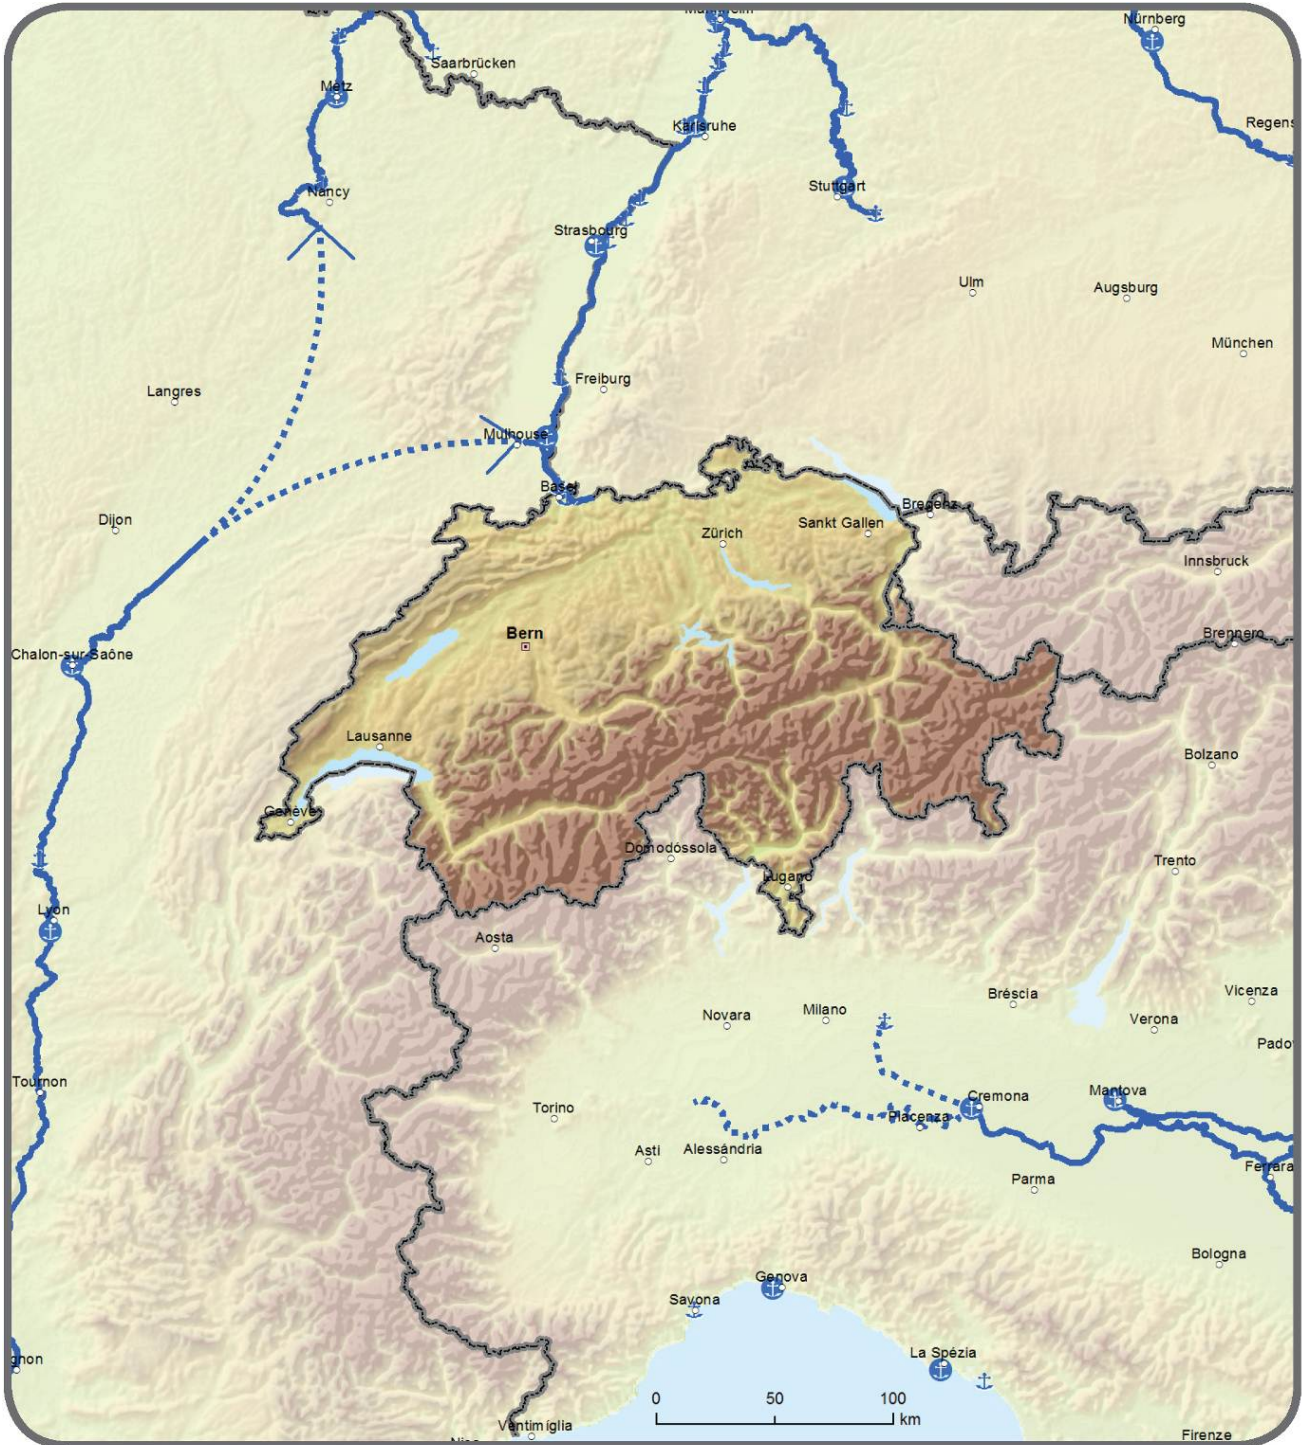 Nürnberg
Saarbrücken
Metz
Karlsruhe
Regens
Stuttgart
Nancy
Strasbourg
Ulm
Augsburg
München
Freiburg
Langres
Mulhouse
Basel
Bregenz
Dijon
Sankt Gallen
Zürich
Innsbruck
Bern
Brennero
Chalon-sur-Saône
Lausanne
Bolzano
Genève
Domodóssola
Trento
Lugano
Lyon
Aosta
Bréscia
Vicenza
Novara
Milano
Verona
Pado
Tournon
Cremona
Mantova
Torino
Piacenza
Asti
Alessándria
Ferrara
Parma
Bologna
Genova
Savona
La Spézia
gnon
0 50 100
km
Ventimíglia
Firenze